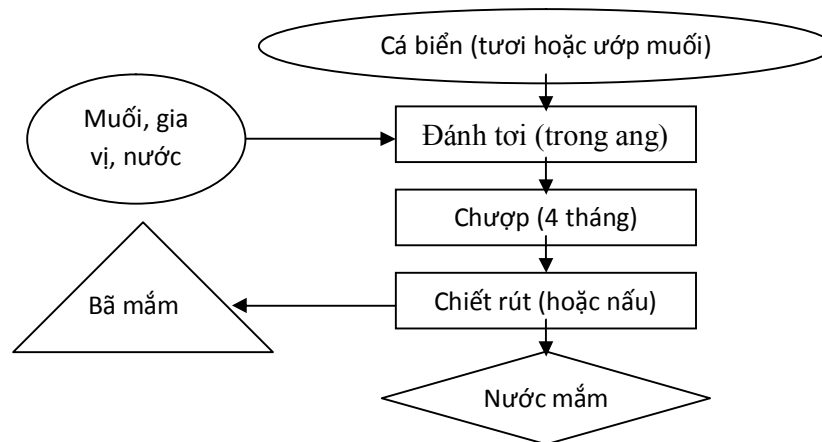 Cá biển (tươi hoặc ướp muối)
Muối, gia
vị, nước
Đánh tơi (trong ang)
Chượp (4 tháng)
Bã mắm
Chiết rút (hoặc nấu)
Nước mắm